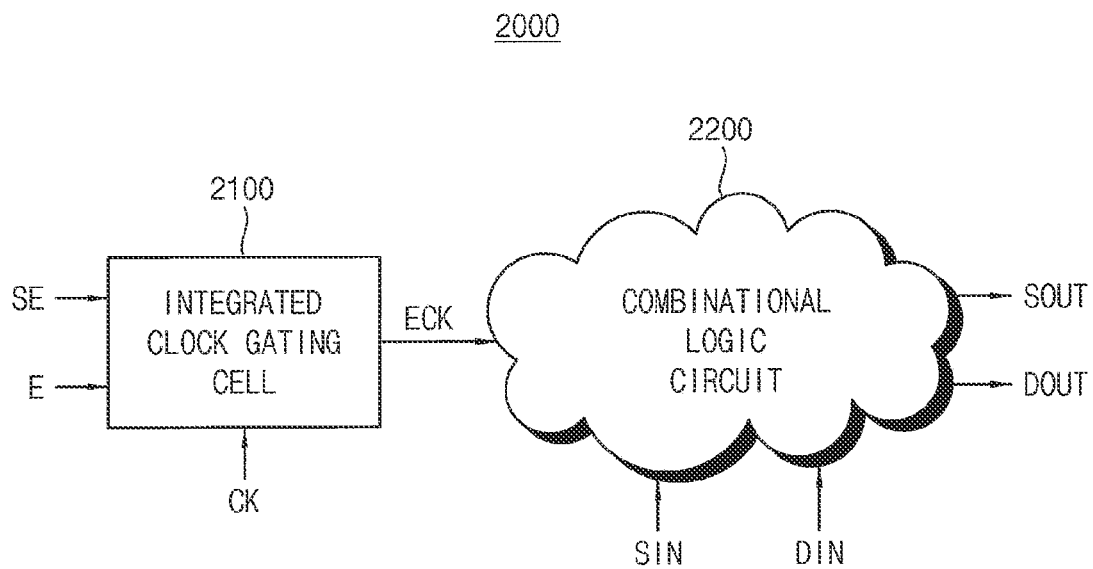 2000
2200
2100
SE
INTEGRATED
CLOCK GATING
CELL
E
CK
ECK
COMBINATIONAL
LOGIC
CIRCUIT
SOUT
DOUT
SIN
DIN